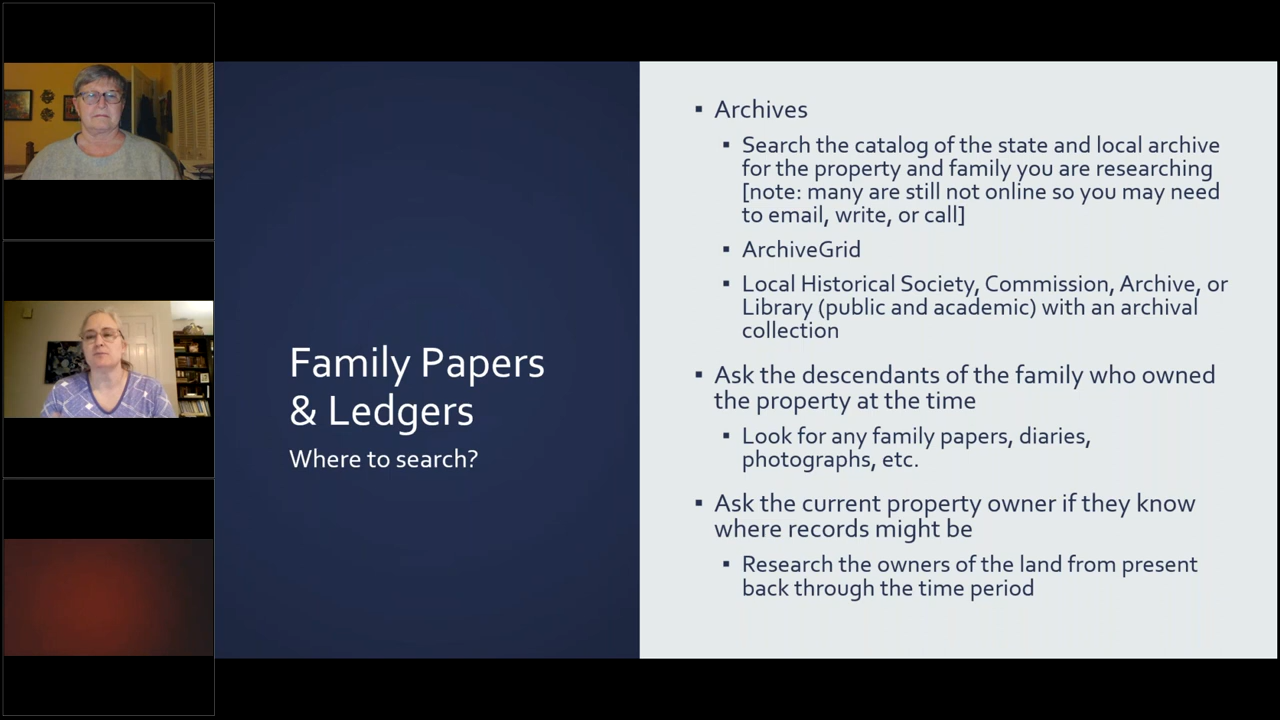 Family Papers
& Ledgers
Where to search?
▪ Archives
▪ Search the catalog of the state and local archive
for the property and family you are researching
[note: many are still not online so you may need
to email, write, or call]
▪ ArchiveGrid
▪ Local Historical Society, Commission, Archive, or
Library (public and academic) with an archival
collection
▪ Ask the descendants of the family who owned
the property at the time
▪ Look for any family papers, diaries,
photographs, etc.
▪ Ask the current property owner if they know
where records might be
▪ Research the owners of the land from present
back through the time period